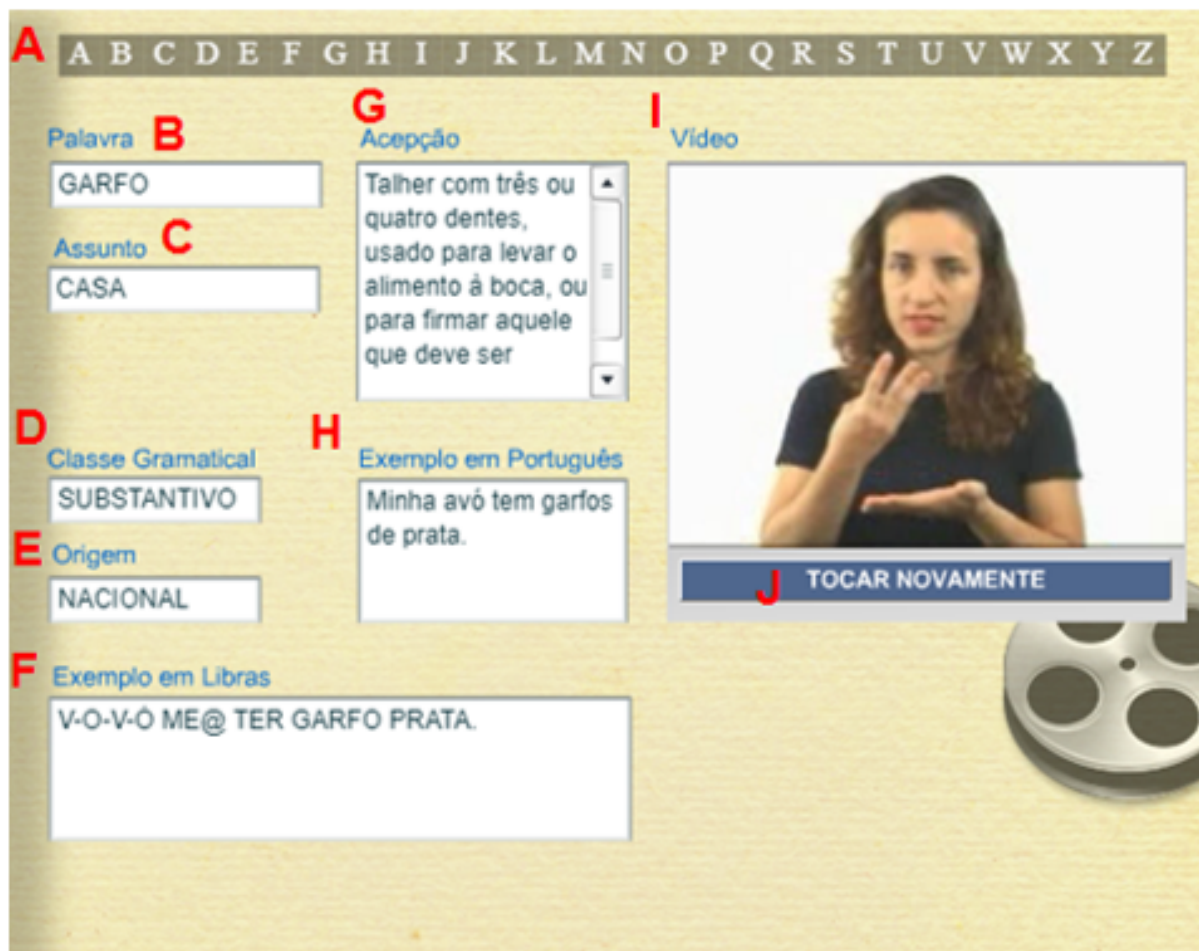 A
A B C D E F G H I J K L M N O P Q R S T U V W X Y Z
Palavra B
GARFO
Assunto C
CASA
D
Classe Gramatical
SUBSTANTIVO
E Origem
NACIONAL
F Exemplo em Libras
V-O-V-Ó ME@ TER GARFO PRATA.
G
Acepção
Talher com três ou
quatro dentes,
usado para levar o
alimento à boca, ou
para firmar aquele
que deve ser
H
Exemplo em Português
Minha avó tem garfos
de prata.
I
Vídeo
J TOCAR NOVAMENTE